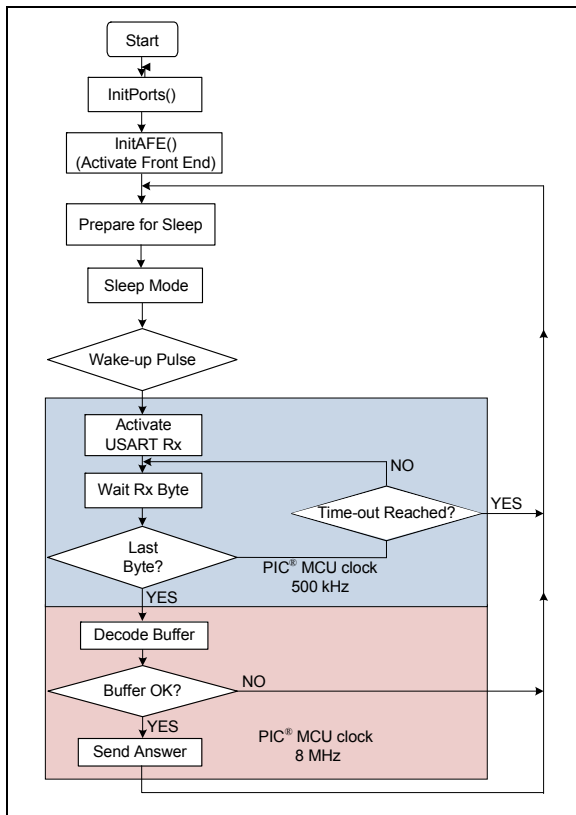 Start
InitPorts()
InitAFE()
(Activate Front End)
Prepare for Sleep
Sleep Mode
Wake-up Pulse
Activate
USART Rx
NO
Wait Rx Byte
Time-out Reached?
YES
Last
Byte?
PIC® MCU clock
500 kHz
YES
Decode Buffer
Buffer OK?
NO
YES
Send Answer
PIC® MCU clock
8 MHz